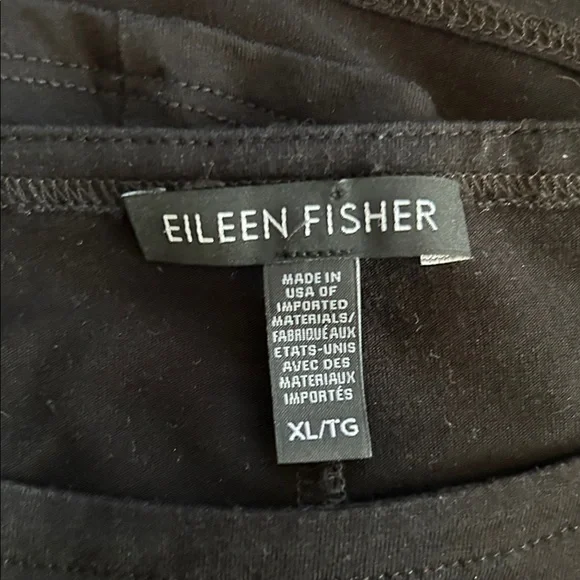 EILEEN FISHER
MADE IN
USA OF
IMPORTED
MATERIALS/
FABRIQUÉ AUX
ETATS-UNIS
AVEC DES
MATERIAUX
IMPORTÉS
XL/TG